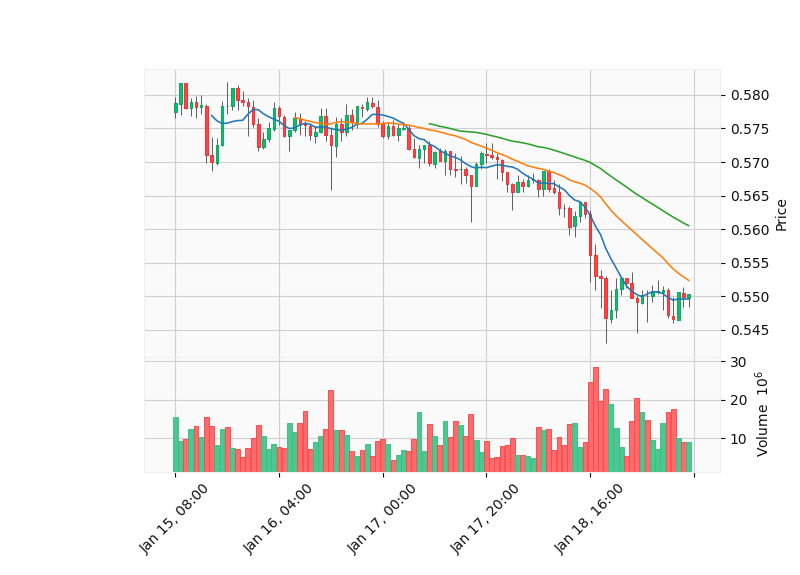 0.580
0.575
0.570
0.565
0.560
0.555
0.550
0.545
Price
30
20
10
Volume 10^6
Jan 15, 08:00
Jan 16, 04:00
Jan 17, 00:00
Jan 17, 20:00
Jan 18, 16:00